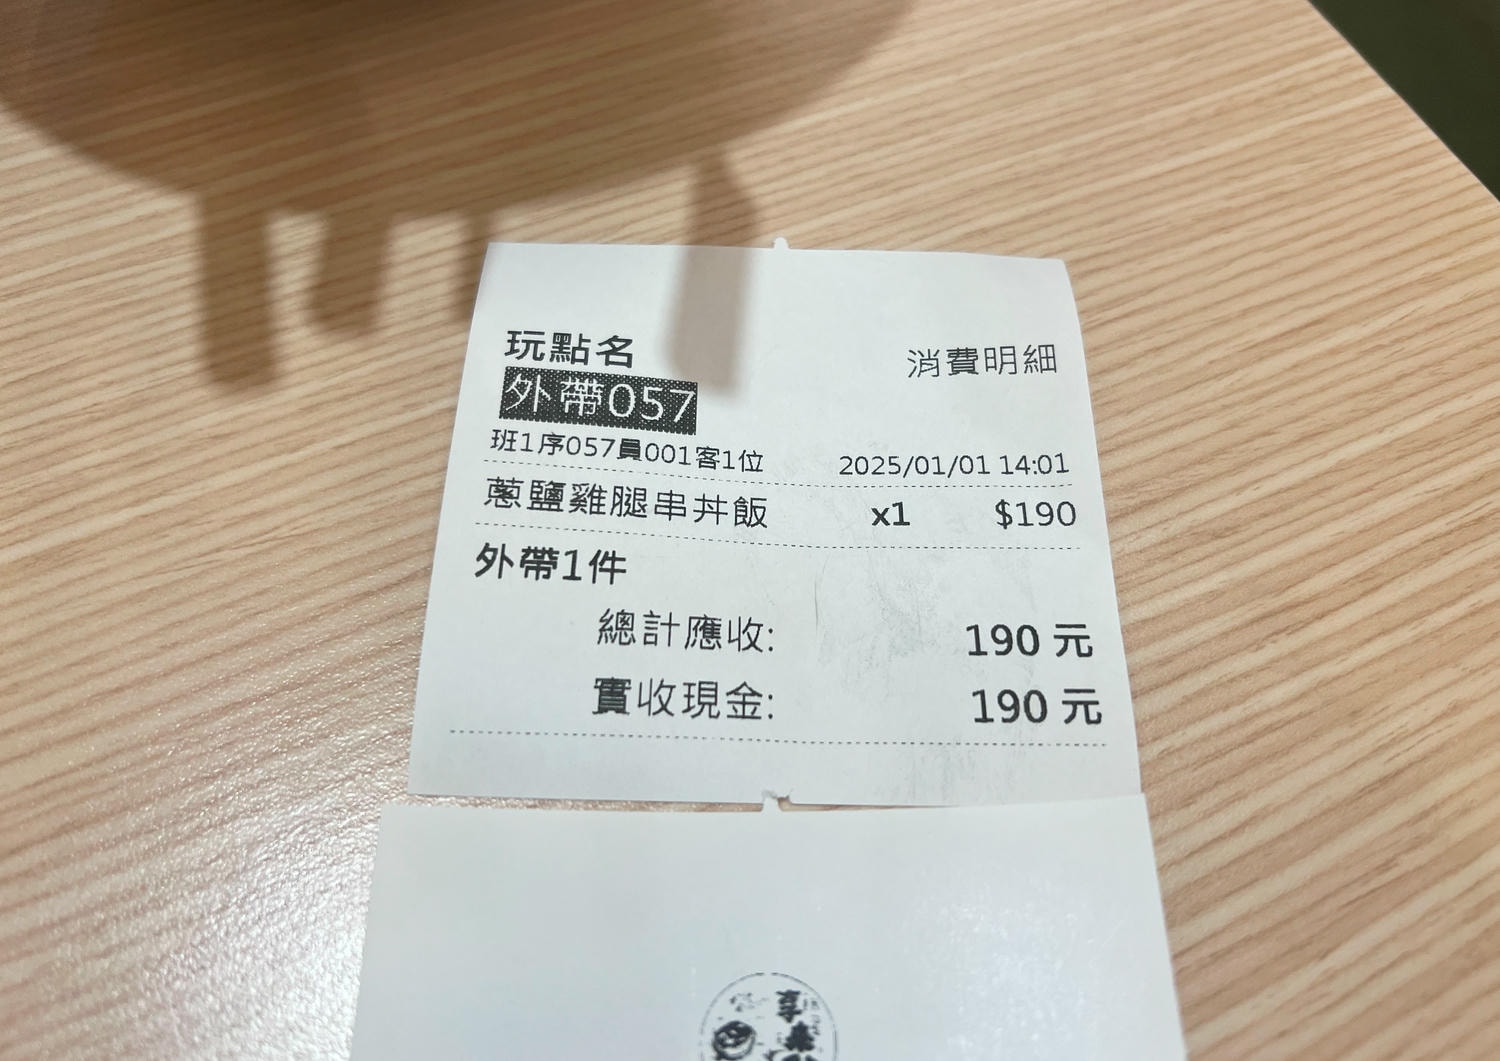 玩點名
消費明細
外帶057
班1序057員001客1位 2025/01/01 14:01
蔥鹽雞腿串丼飯 x1 $190
外帶1件
總計應收: 190 元
實收現金: 190 元
享